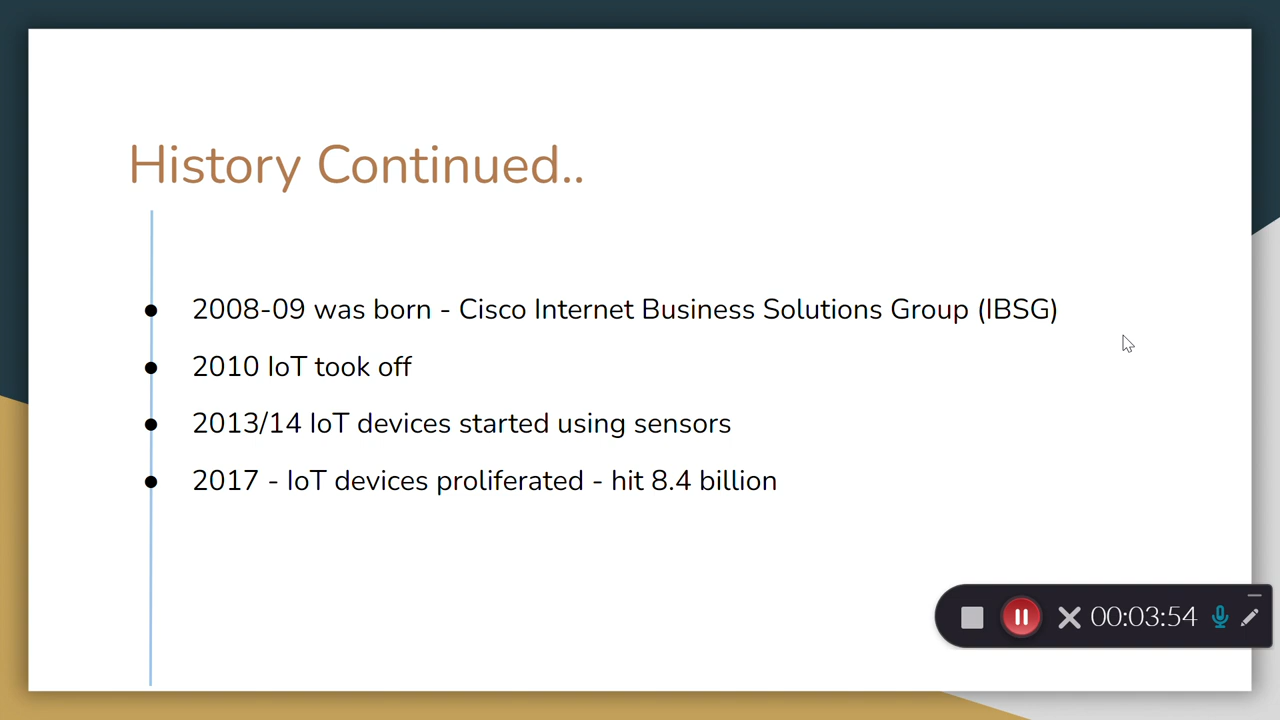 History Continued..
● 2008-09 was born - Cisco Internet Business Solutions Group (IBSG)
● 2010 IoT took off
● 2013/14 IoT devices started using sensors
● 2017 - IoT devices proliferated - hit 8.4 billion
00:03:54